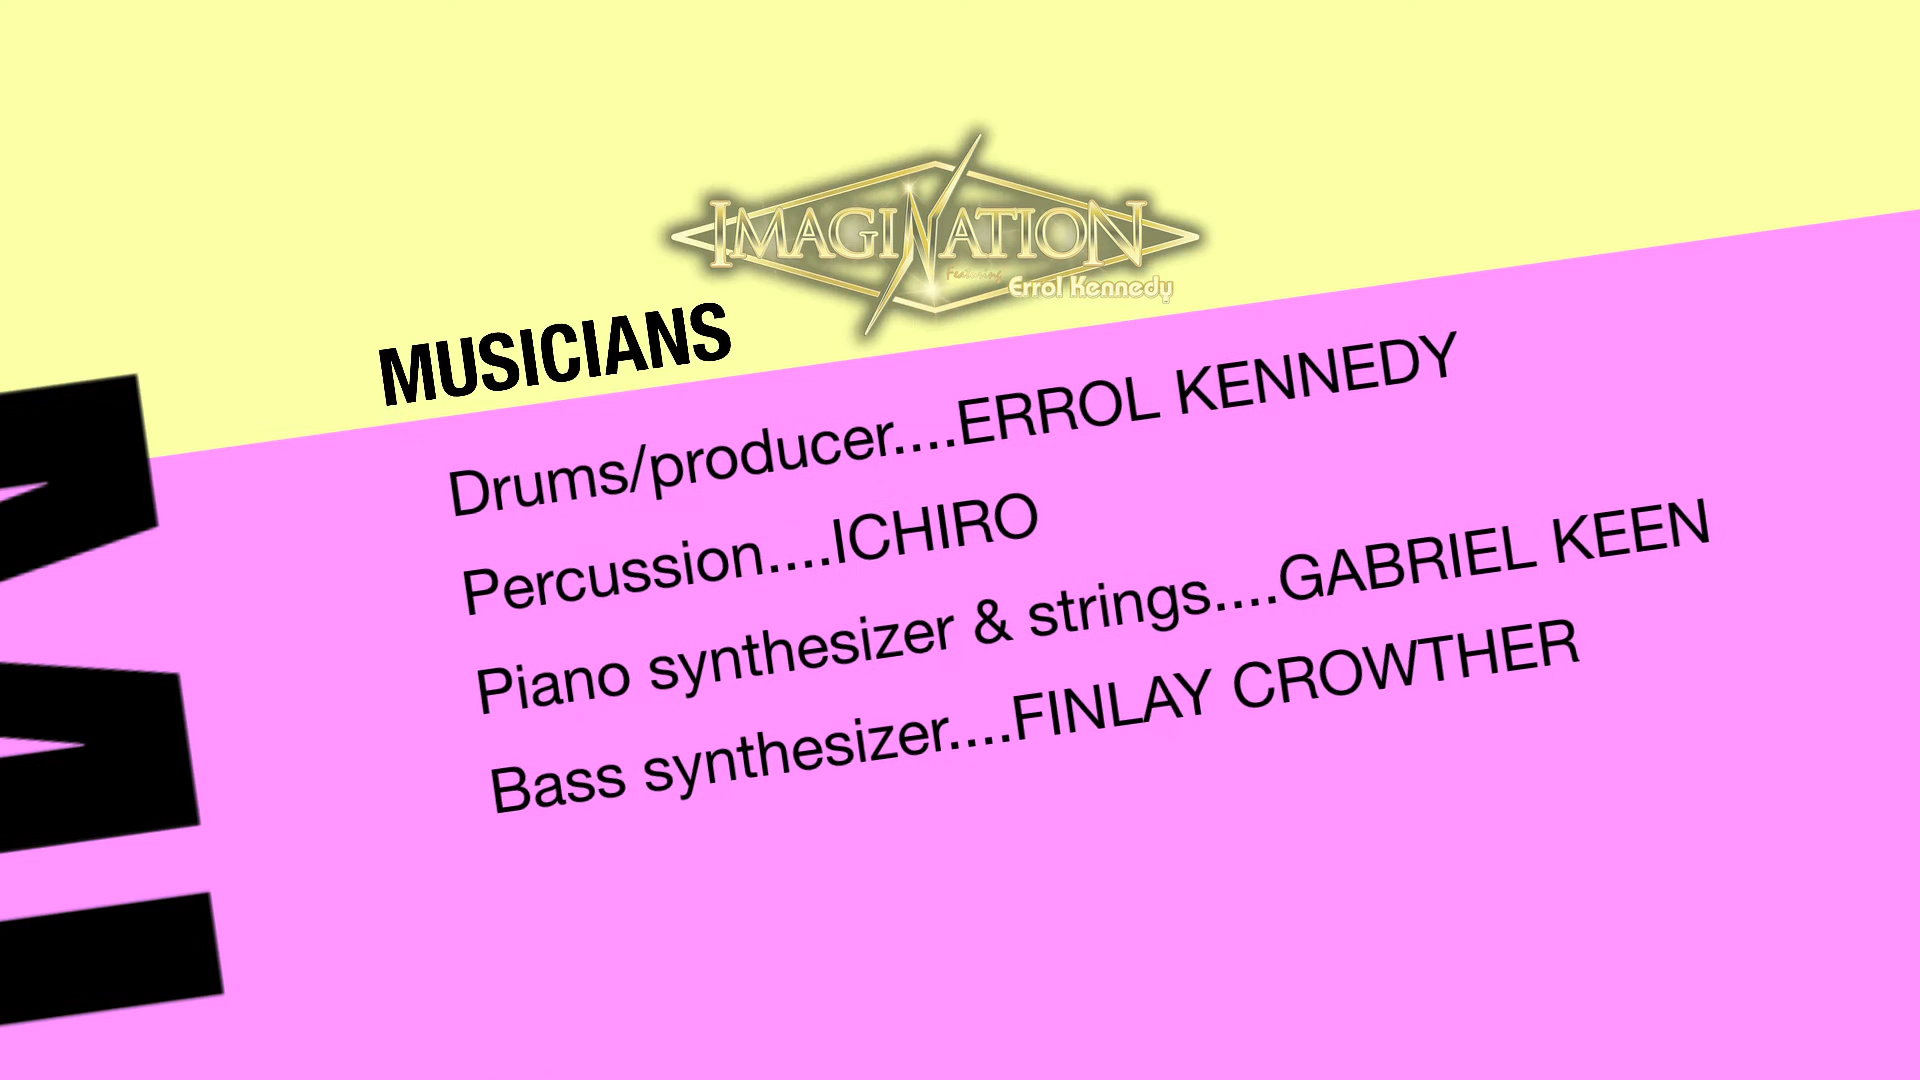 IMAGINATION
Featuring
Errol Kennedy
MUSICIANS
Drums/producer....ERROL KENNEDY
Percussion....ICHIRO
Piano synthesizer & strings....GABRIEL KEEN
Bass synthesizer....FINLAY CROWTHER